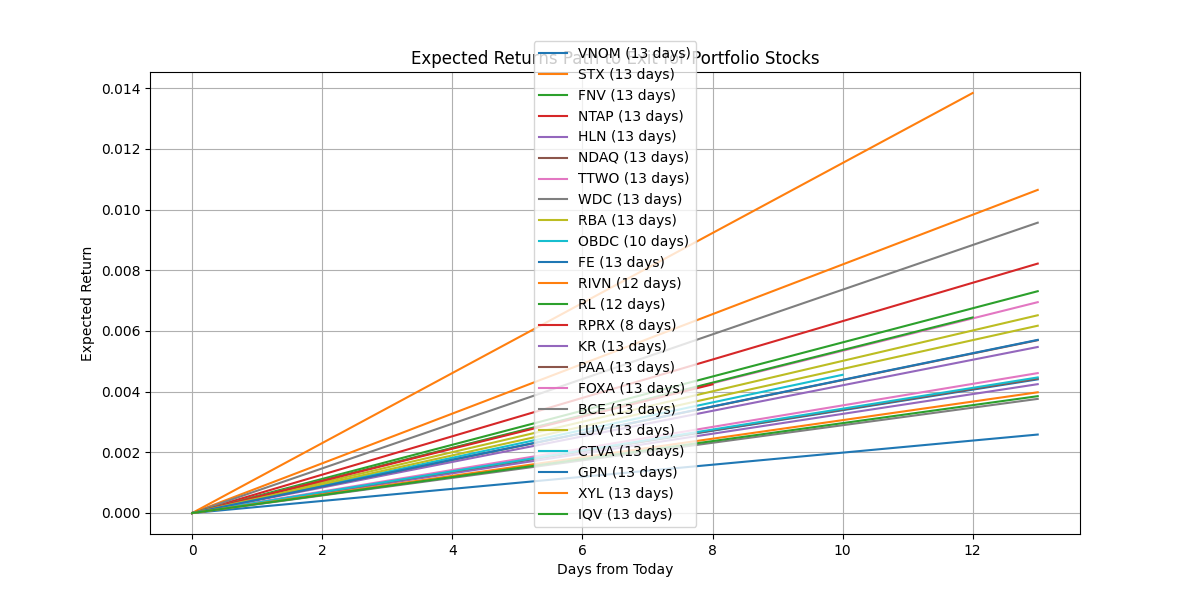 Expected Returns Path to Exit for Portfolio Stocks
VNOM (13 days)
STX (13 days)
FNV (13 days)
NTAP (13 days)
HLN (13 days)
NDAQ (13 days)
TTWO (13 days)
WDC (13 days)
RBA (13 days)
OBDC (10 days)
FE (13 days)
RIVN (12 days)
RL (12 days)
RPRX (8 days)
KR (13 days)
PAA (13 days)
FOXA (13 days)
BCE (13 days)
LUV (13 days)
CTVA (13 days)
GPN (13 days)
XYL (13 days)
IQV (13 days)
Expected Return
0.014
0.012
0.010
0.008
0.006
0.004
0.002
0.000
0 2 4 6 8 10 12
Days from Today